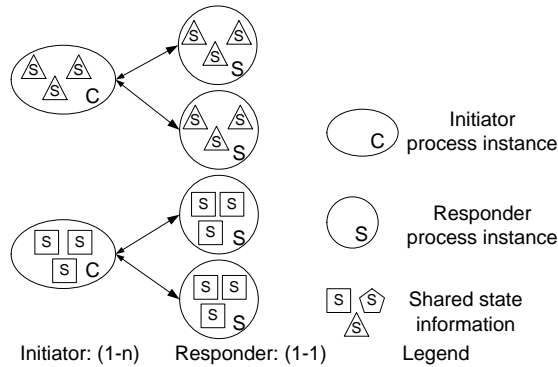 S S S
C
S S S
S
S S S
S
S S S
C
S S S
S
S S S
S
C
Initiator
process instance
S
Responder
process instance
S S S
Shared state
information
Initiator: (1-n) Responder: (1-1) Legend